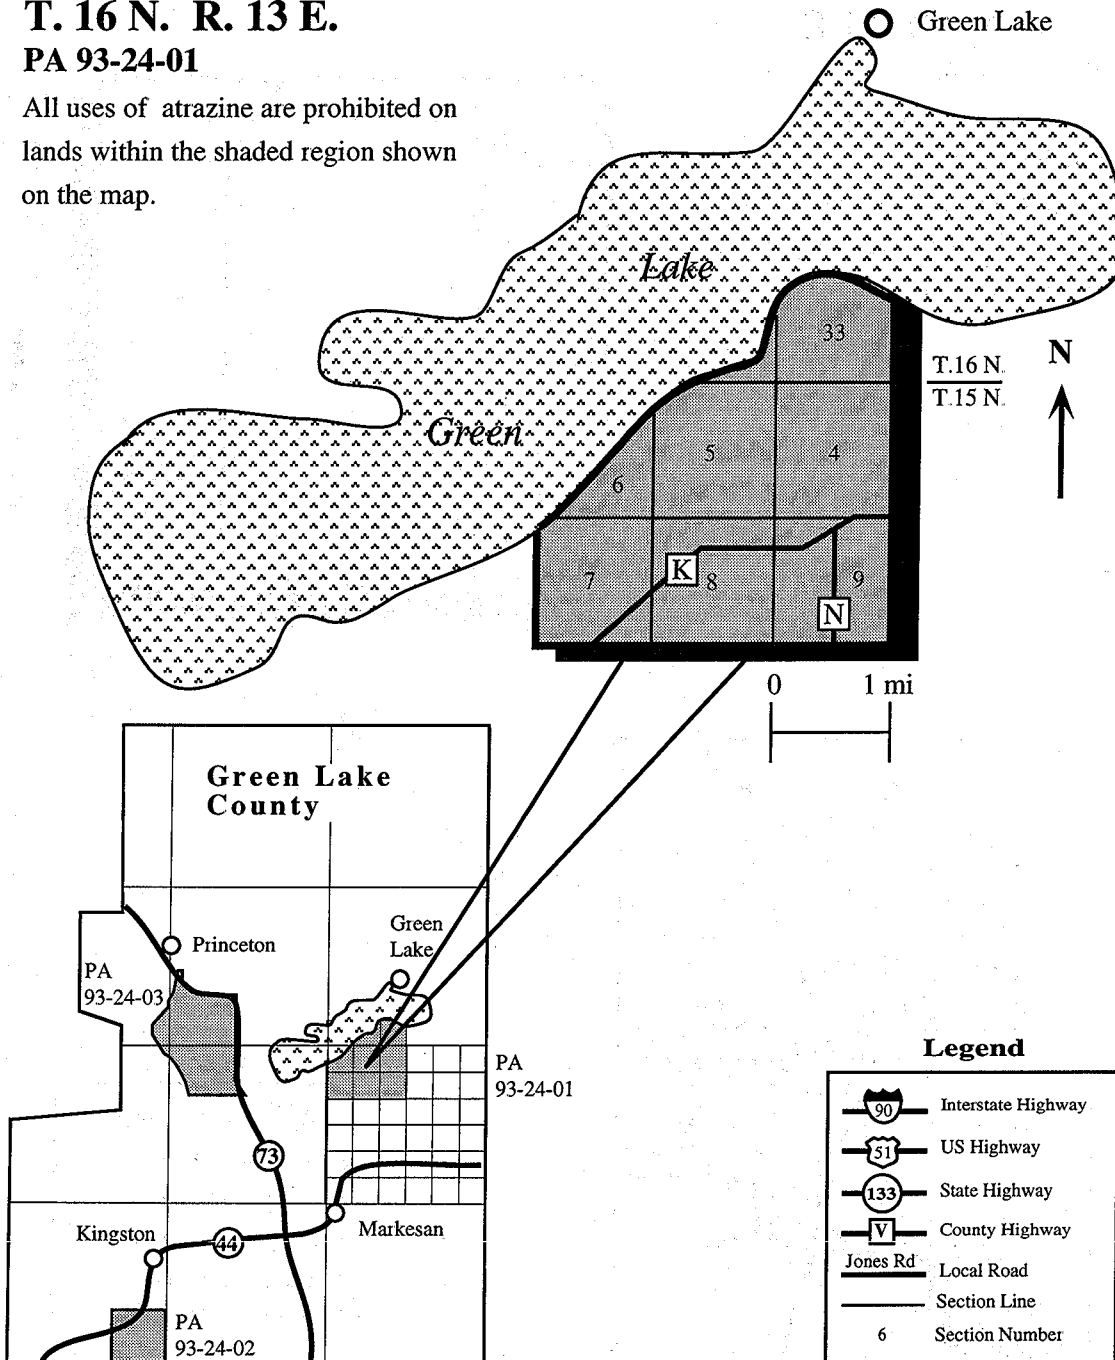 T. 16 N. R. 13 E.
PA 93-24-01
All uses of atrazine are prohibited on
lands within the shaded region shown
on the map.
Green Lake
Lake
Green
33
T.16 N.
T.15 N.
N
5
4
6
7
K
8
9
N
0 1 mi
Green Lake
County
Green
Lake
Princeton
PA
93-24-03
PA
93-24-01
73
Kingston
44
Markesan
PA
93-24-02
Legend
90 Interstate Highway
51 US Highway
133 State Highway
V County Highway
Jones Rd Local Road
Section Line
6 Section Number